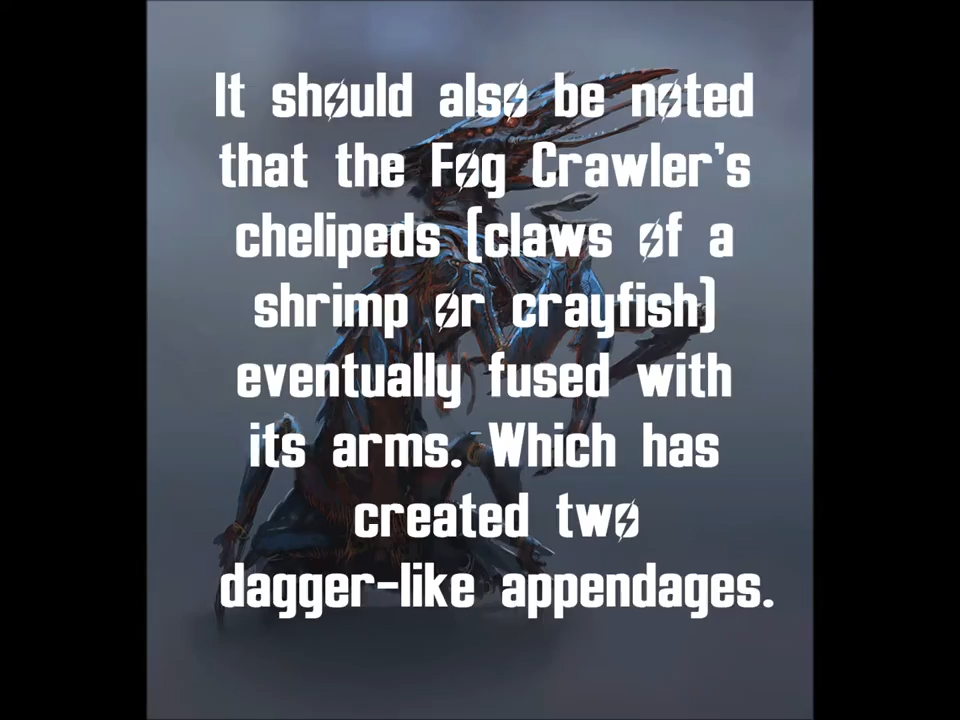 It should also be noted
that the Fog Crawler's
chelipeds (claws of a
shrimp or crayfish)
eventually fused with
its arms. Which has
created two
dagger-like appendages.